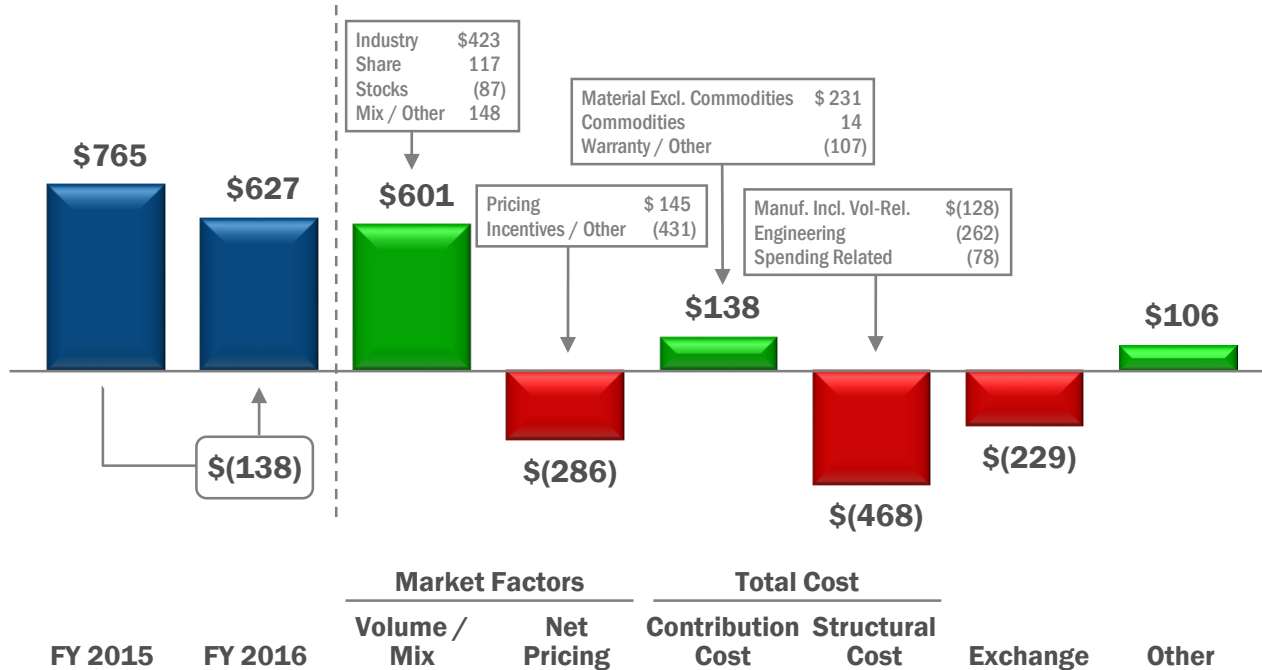 Industry $423
Share 117
Stocks (87)
Mix / Other 148
Material Excl. Commodities $ 231
Commodities 14
Warranty / Other (107)
$765
$627
$601
Pricing $ 145
Incentives / Other (431)
Manuf. Incl. Vol-Rel. $(128)
Engineering (262)
Spending Related (78)
$138
$106
$(138)
$(286)
$(468)
$(229)
Market Factors
Total Cost
FY 2015
FY 2016
Volume /
Mix
Net
Pricing
Contribution
Cost
Structural
Cost
Exchange
Other